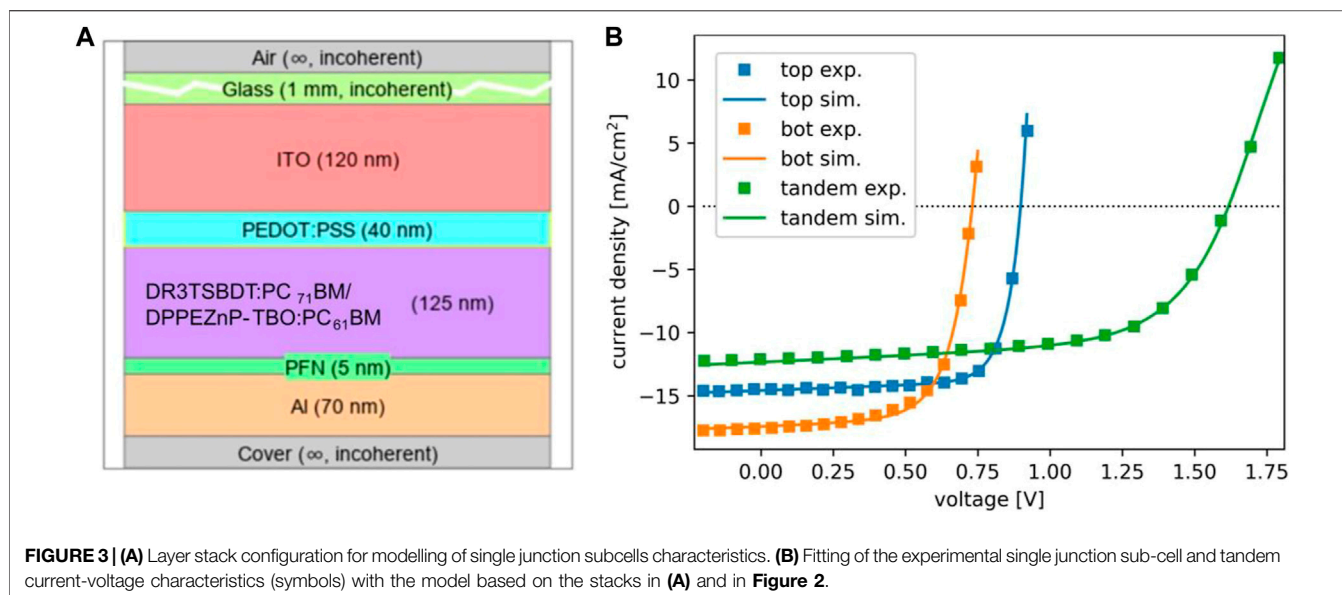 A
Air (∞, incoherent)
Glass (1 mm, incoherent)
ITO (120 nm)
PEDOT:PSS (40 nm)
DR3TSBDT:PC71BM/
DPPEZnP-TBO:PC61BM
(125 nm)
PFN (5 nm)
Al (70 nm)
Cover (∞, incoherent)
B
top exp.
top sim.
bot exp.
bot sim.
tandem exp.
tandem sim.
current density [mA/cm²]
10
5
0
−5
−10
−15
0.00 0.25 0.50 0.75 1.00 1.25 1.50 1.75
voltage [V]
FIGURE 3 | (A) Layer stack configuration for modelling of single junction subcells characteristics. (B) Fitting of the experimental single junction sub-cell and tandem
current-voltage characteristics (symbols) with the model based on the stacks in (A) and in Figure 2.